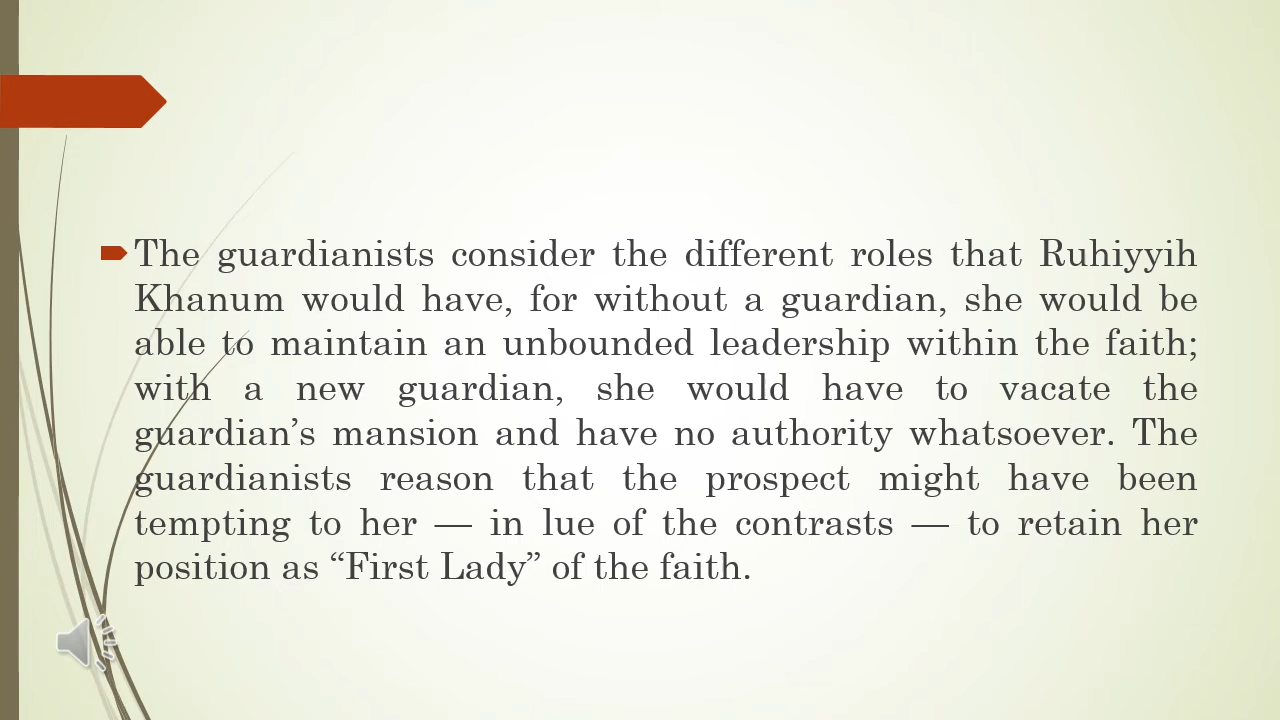 The guardianists consider the different roles that Ruhiyyih
Khanum would have, for without a guardian, she would be
able to maintain an unbounded leadership within the faith;
with a new guardian, she would have to vacate the
guardian’s mansion and have no authority whatsoever. The
guardianists reason that the prospect might have been
tempting to her — in lue of the contrasts — to retain her
position as “First Lady” of the faith.